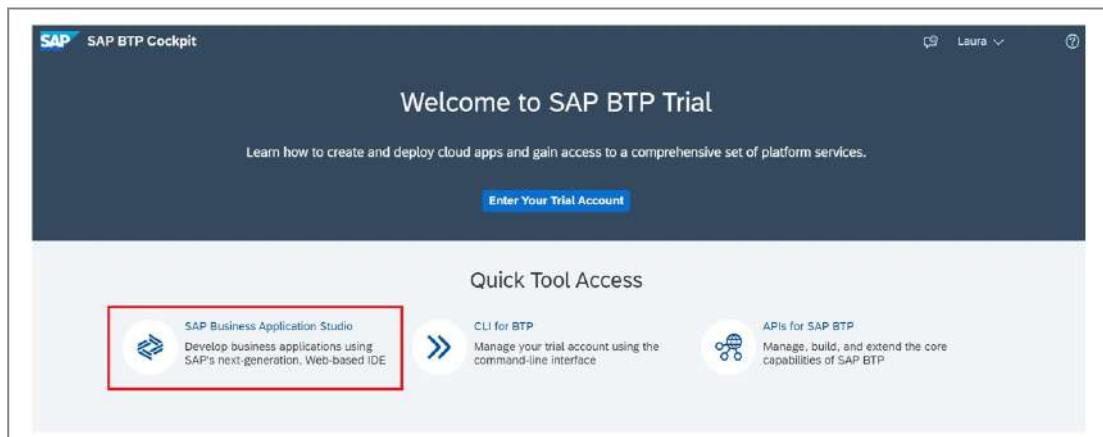 SAP SAP BTP Cockpit Laura
Welcome to SAP BTP Trial
Learn how to create and deploy cloud apps and gain access to a comprehensive set of platform services.
Enter Your Trial Account
Quick Tool Access
SAP Business Application Studio
Develop business applications using
SAP's next-generation, Web-based IDE
CLI for BTP
Manage your trial account using the
command-line interface
APIs for SAP BTP
Manage, build, and extend the core
capabilities of SAP BTP